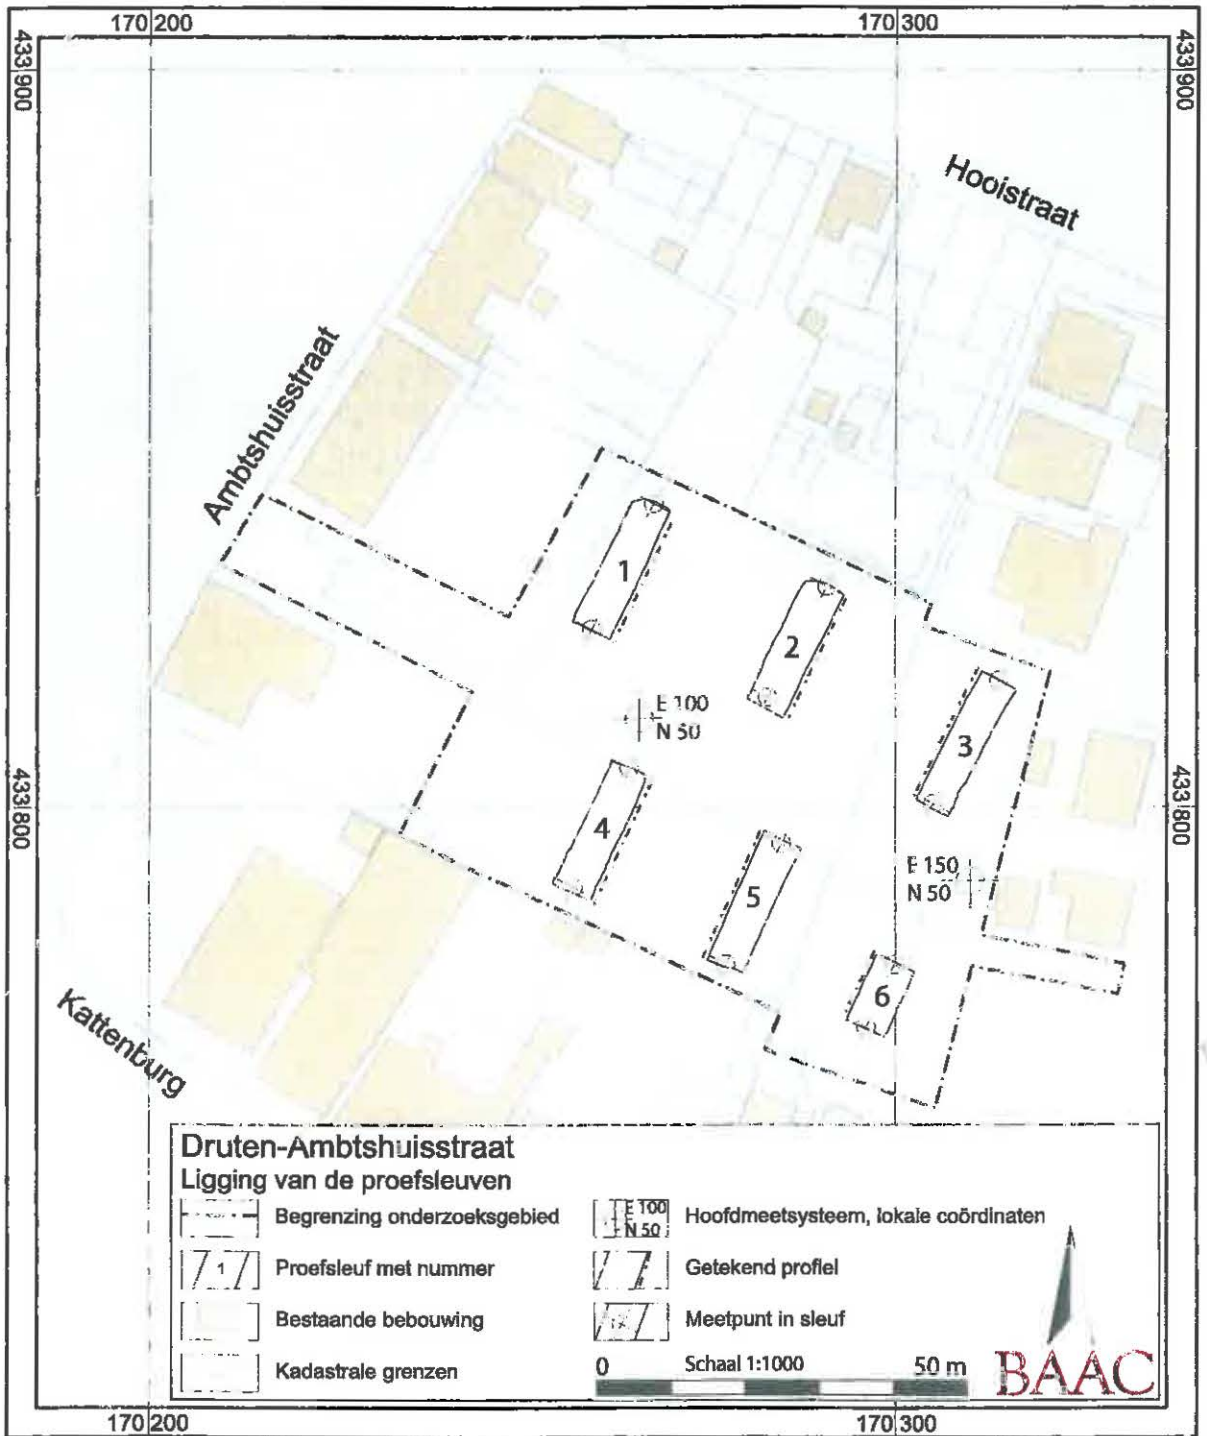 170 200
170 300
433 900
433 900
Hooistraat
Ambtshuisstraat
1
2
E 100
N 50
3
433 800
433 800
4
E 150
N 50
5
6
Kattenburg
Druten-Ambtshuisstraat
Ligging van de proefsleuven
Begrenzing onderzoeksgebied
E 100
N 50
Hoofdmeetsysteem, lokale coördinaten
1
Proefsleuf met nummer
Getekend profiel
Bestaande bebouwing
Meetpunt in sleuf
Kadastrale grenzen
0
Schaal 1:1000
50 m
BAAC
170 200
170 300